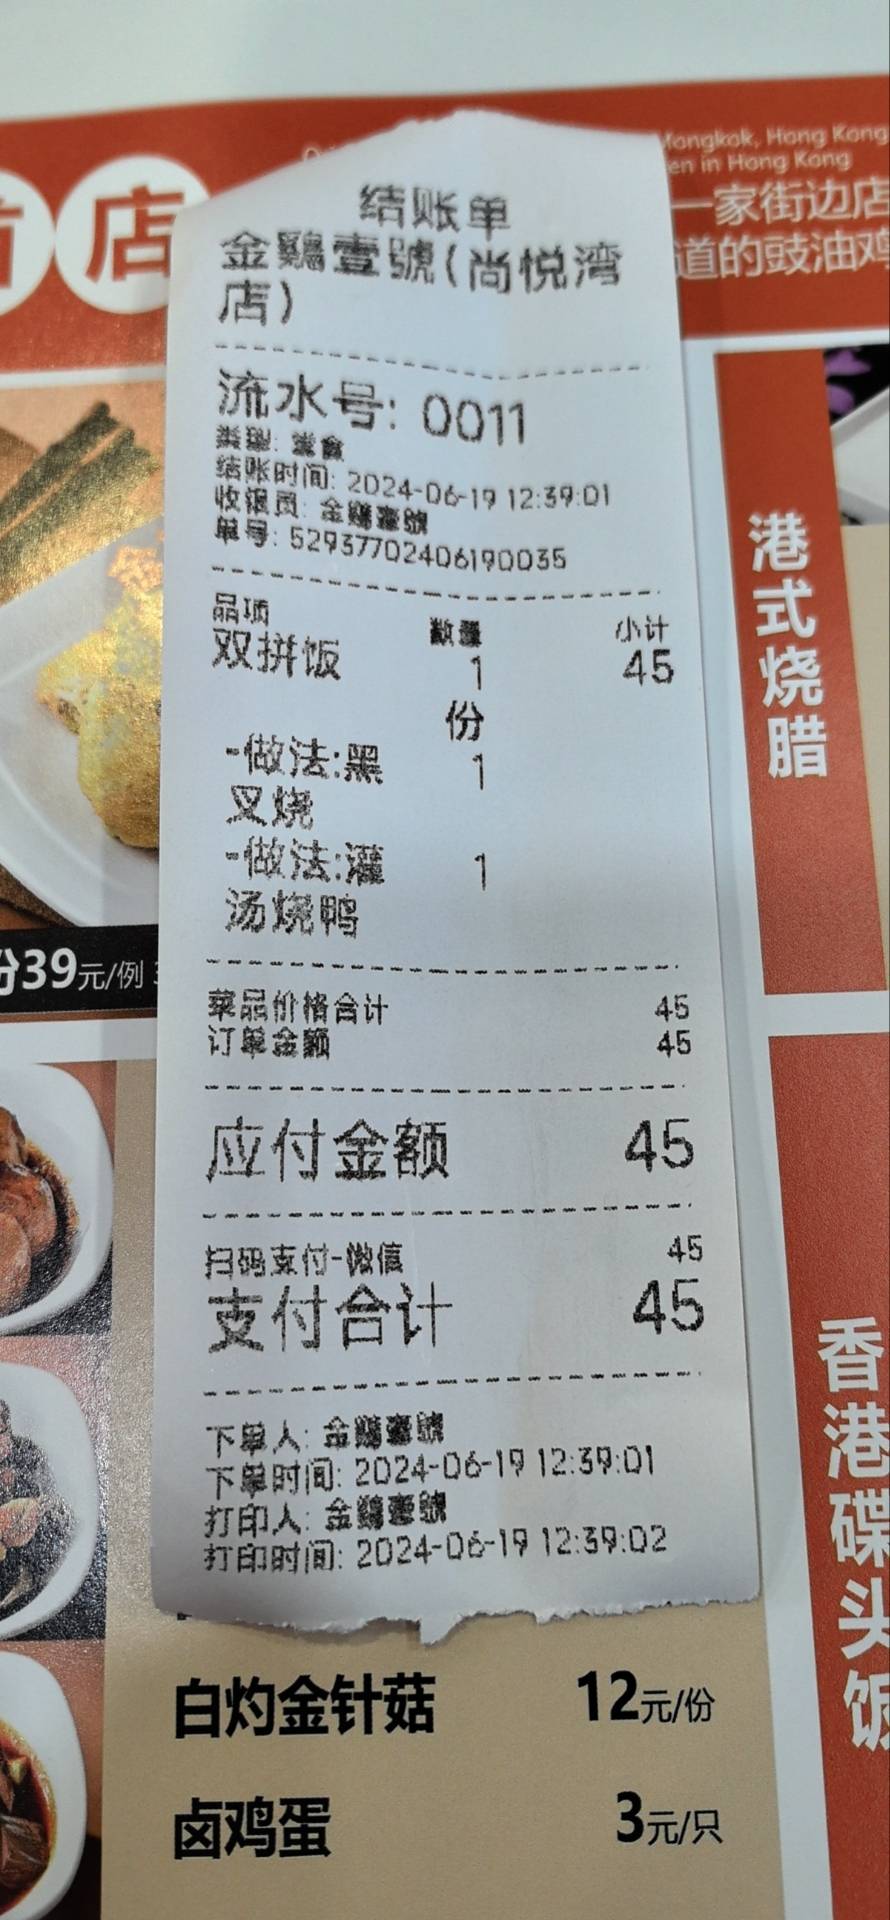 Mongkok, Hong Kong
en in Hong Kong
一家街边店
道的豉油鸡
店
结账单
金鷄壹號(尚悦湾
店)
流水号: 0011
类型: 堂食
结账时间: 2024-06-19 12:39:01
收银员: 金鷄壹號
单号: 52937702406190035
品项 数量 小计
双拼饭 1 45
份
-做法:黑 1
叉烧
-做法:灌 1
汤烧鸭
菜品价格合计 45
订单金额 45
应付金额 45
扫码支付-微信 45
支付合计 45
下单人: 金鷄壹號
下单时间: 2024-06-19 12:39:01
打印人: 金鷄壹號
打印时间: 2024-06-19 12:39:02
份39元/例
港式烧腊
香港碟头饭
白灼金针菇 12元/份
卤鸡蛋 3元/只